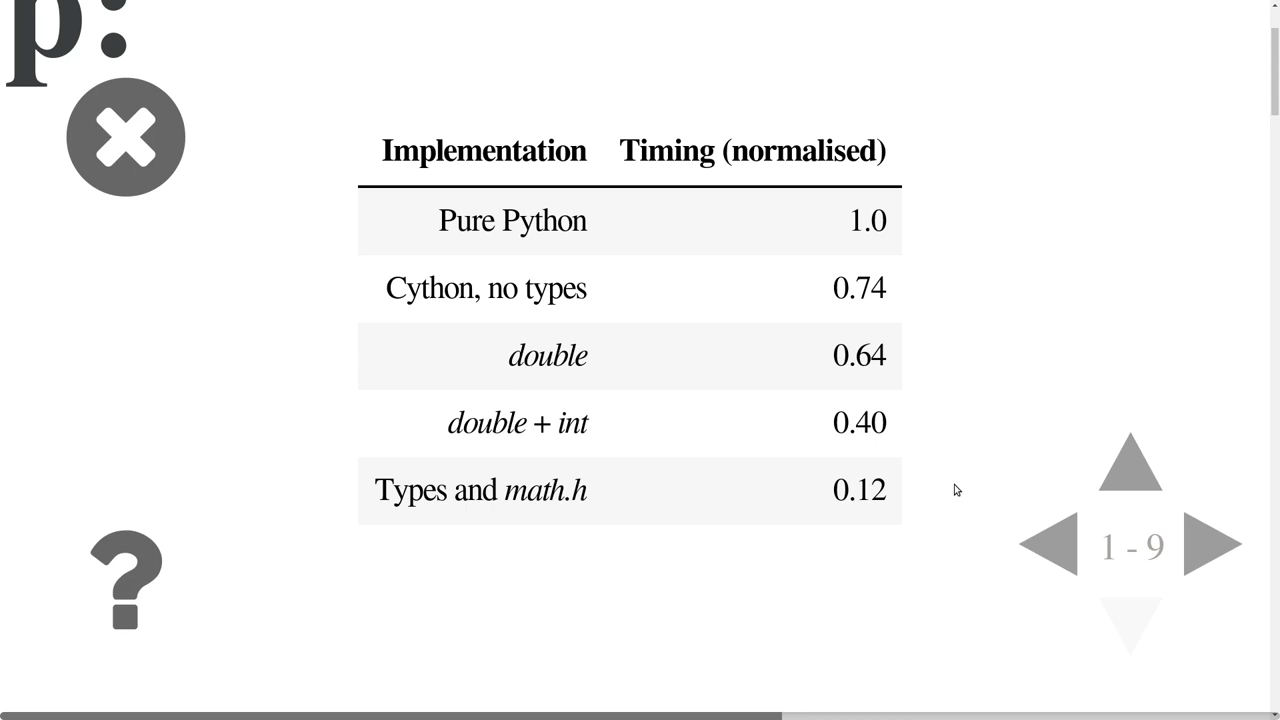 p:
Implementation Timing (normalised)
Pure Python 1.0
Cython, no types 0.74
double 0.64
double + int 0.40
Types and math.h 0.12
1 - 9